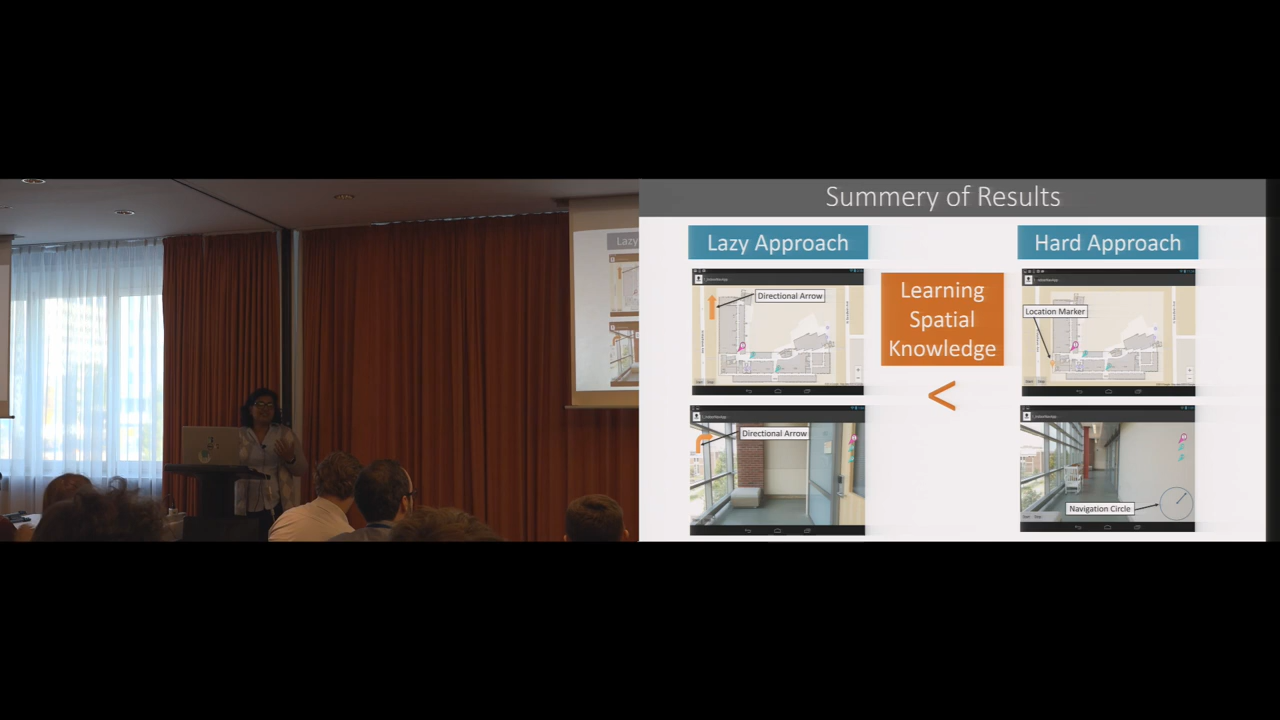 Summery of Results
Lazy Approach
Hard Approach
Learning
Spatial
Knowledge
<
Directional Arrow
Location Marker
Directional Arrow
Navigation Circle
Lazy